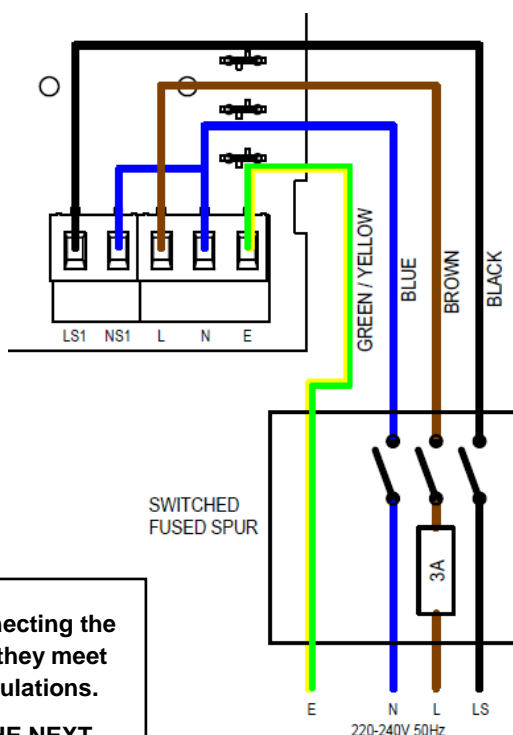 LS1 NS1 L N E
GREEN / YELLOW
BLUE
BROWN
BLACK
SWITCHED
FUSED SPUR
3A
E N L LS
220-240V 50Hz
necting the
they meet
ulations.